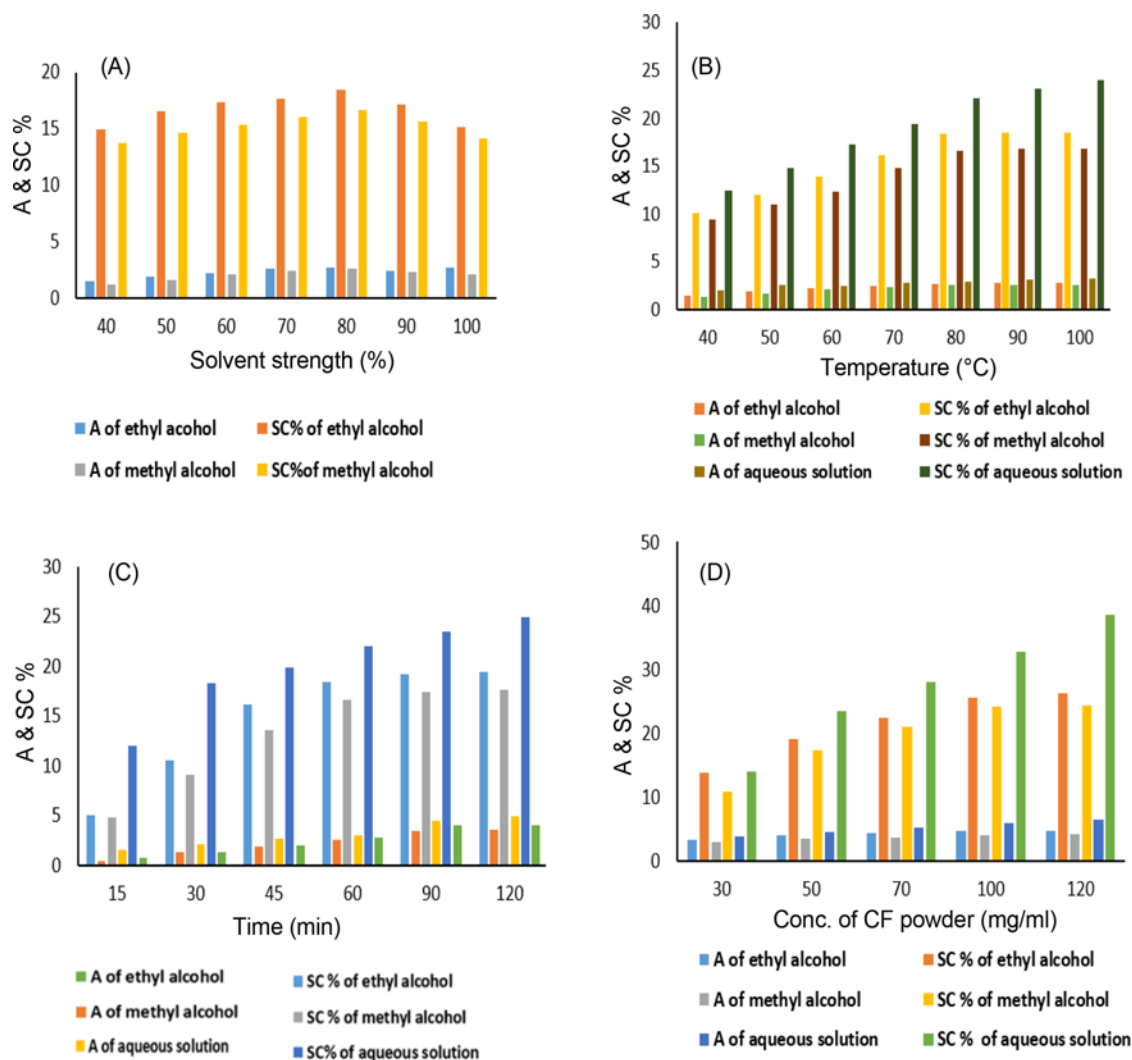 (A)
20
15
10
5
0
A & SC %
40 50 60 70 80 90 100
Solvent strength (%)
A of ethyl acohol SC% of ethyl alcohol
A of methyl alcohol SC%of methyl alcohol
(B)
30
25
20
15
10
5
0
A & SC %
40 50 60 70 80 90 100
Temperature (°C)
A of ethyl alcohol SC % of ethyl alcohol
A of methyl alcohol SC % of methyl alcohol
A of aqueous solution SC % of aqueous solution
(C)
30
25
20
15
10
5
0
A & SC %
15 30 45 60 90 120
Time (min)
A of ethyl alcohol SC % of ethyl alcohol
A of methyl alcohol SC % of methyl alcohol
A of aqueous solution SC% of aqueous solution
(D)
50
40
30
20
10
0
A & SC %
30 50 70 100 120
Conc. of CF powder (mg/ml)
A of ethyl alcohol SC % of ethyl alcohol
A of methyl alcohol SC % of methyl alcohol
A of aqueous solution SC % of aqueous solution